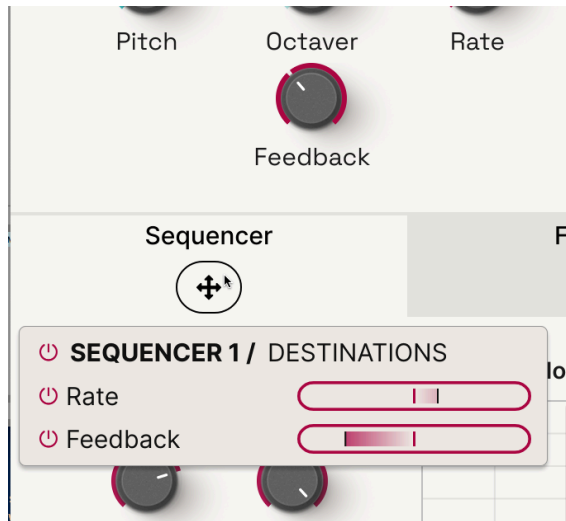 Pitch Octaver Rate
Feedback
Sequencer
SEQUENCER 1 / DESTINATIONS
Rate
Feedback